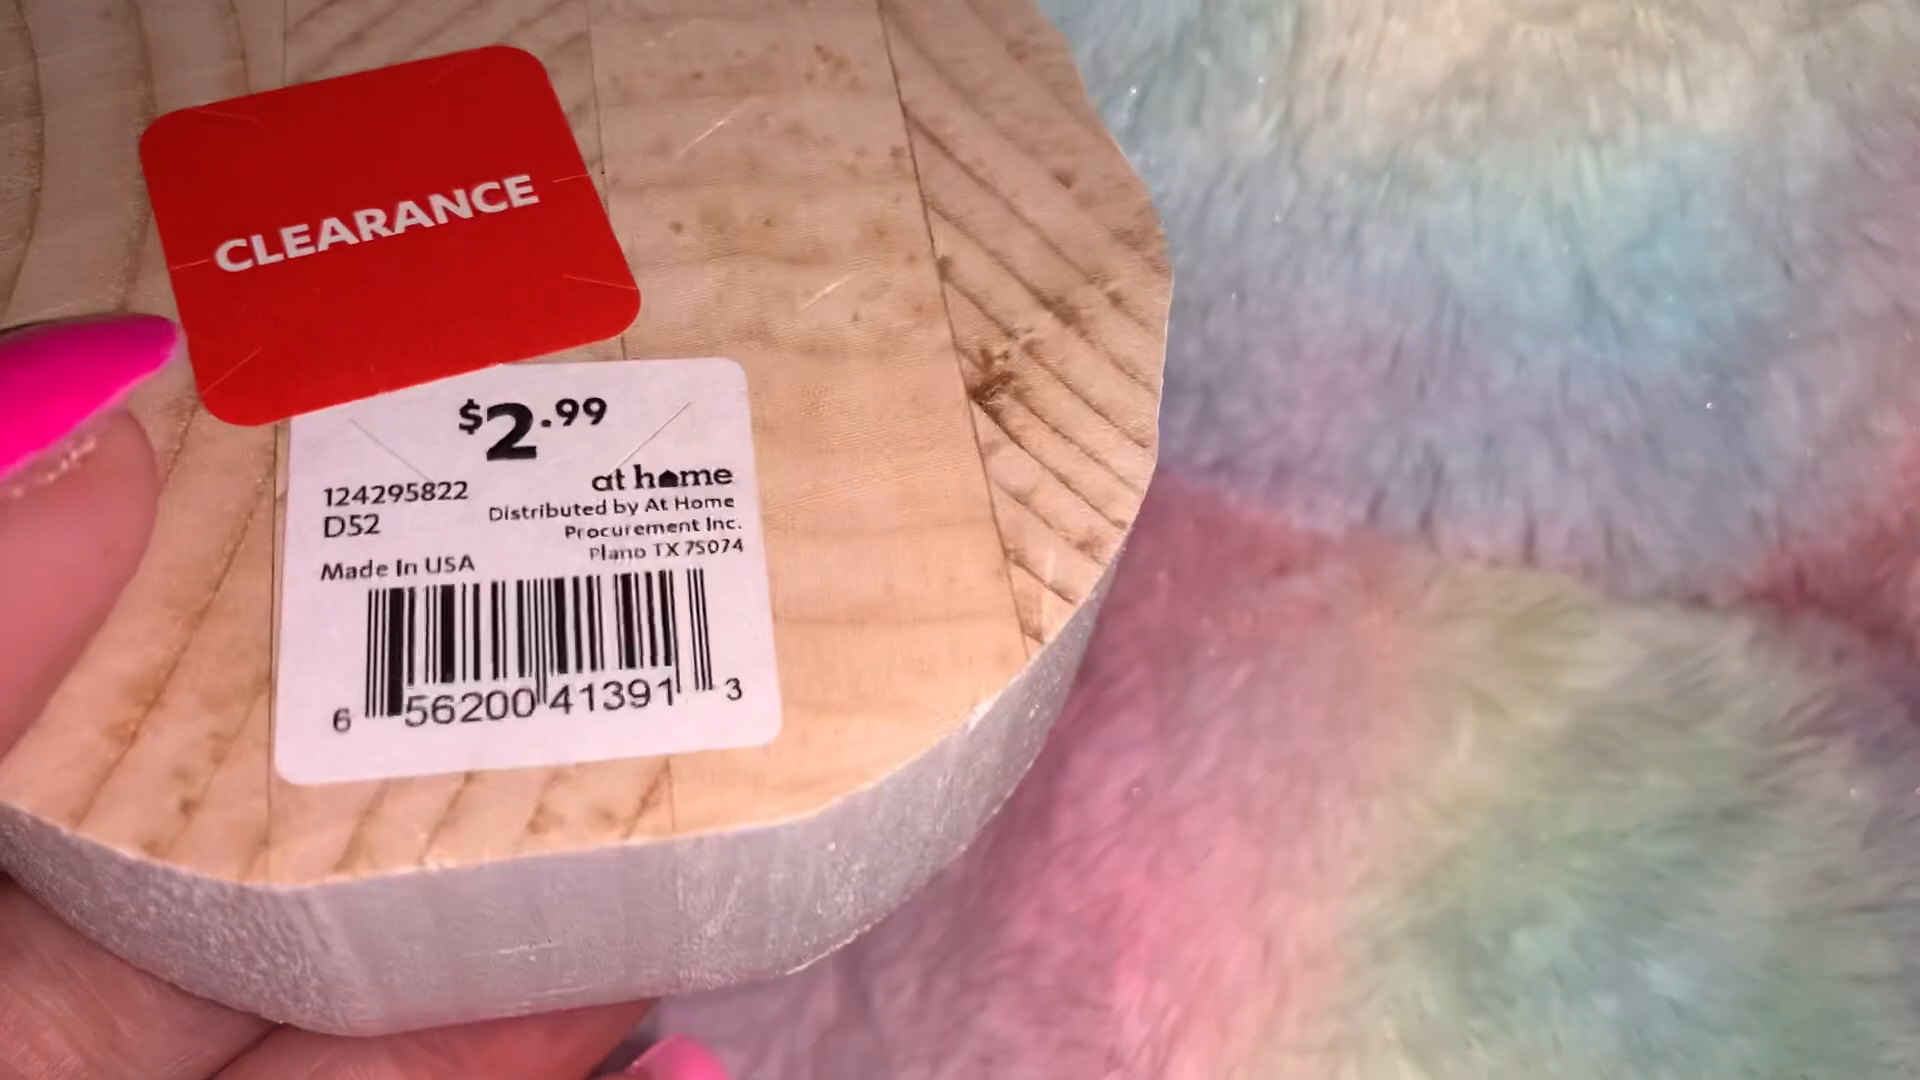 CLEARANCE
$2.99
at home
124295822
Distributed by At Home
D52
Procurement Inc.
Plano TX 75074
Made In USA
6 56200 41391 3